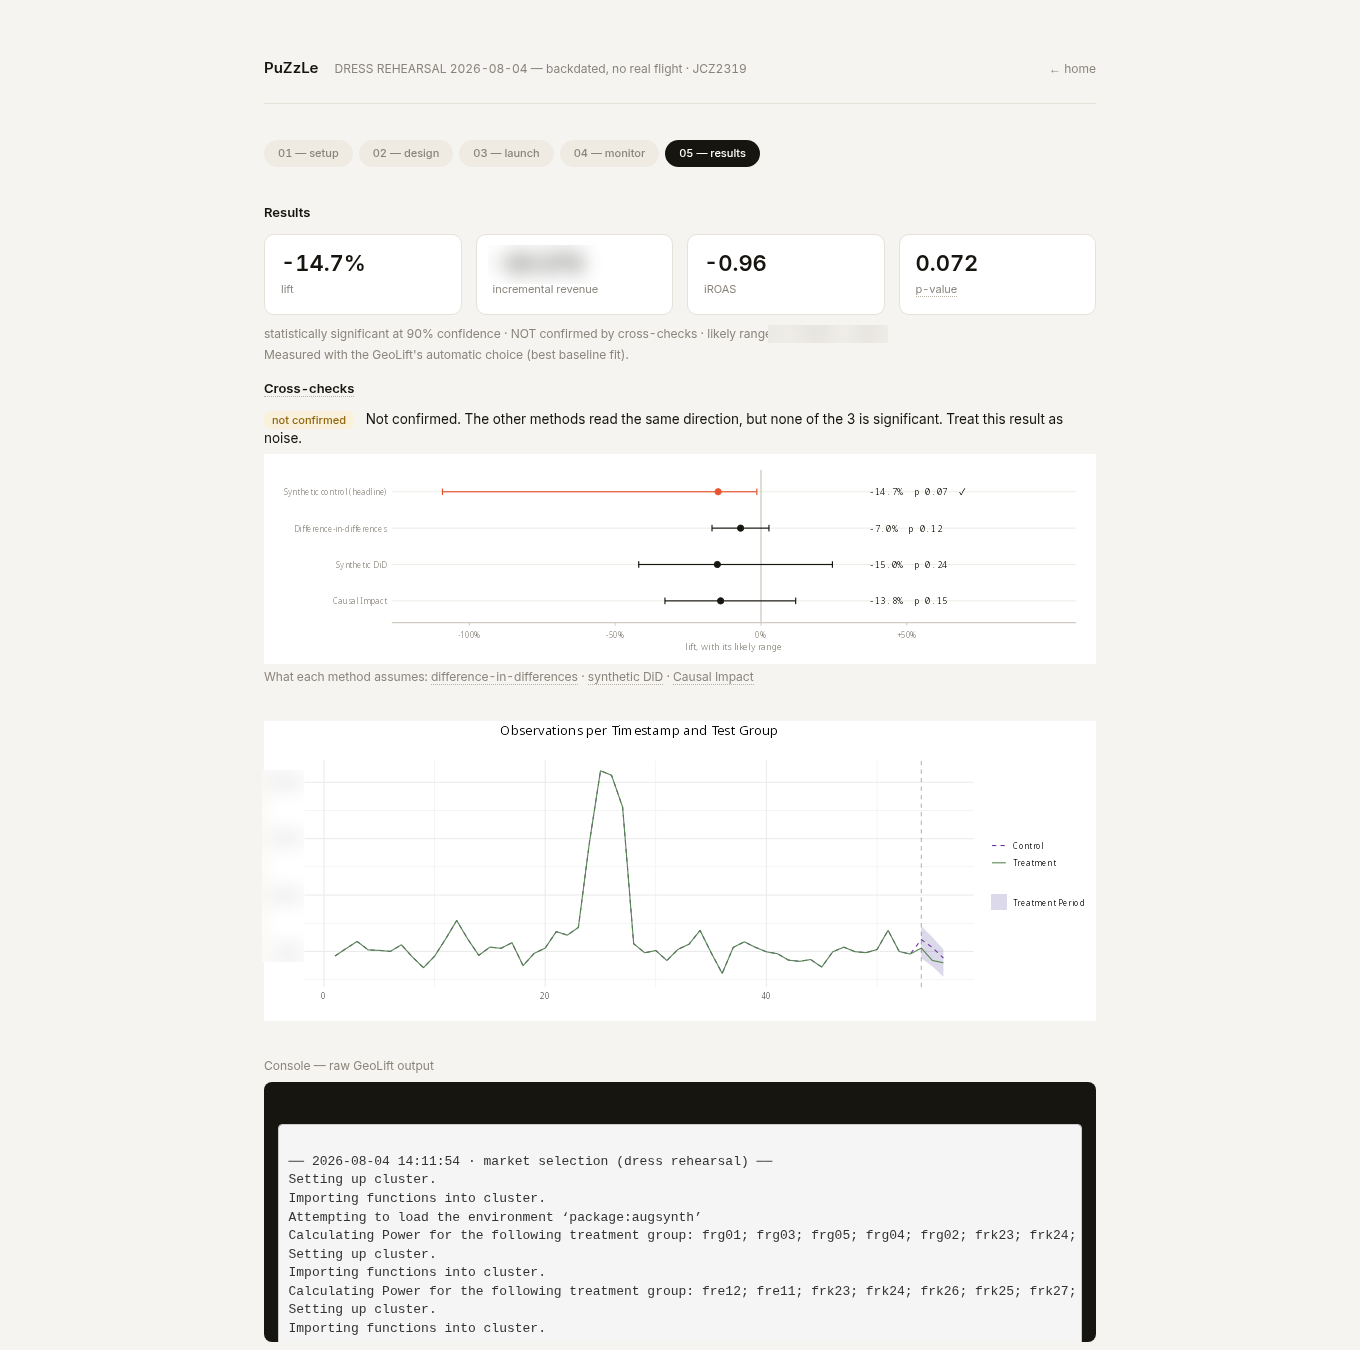 PuZzLe DRESS REHEARSAL 2026-08-04 — backdated, no real flight · JCZ2319 ← home
01 — setup 02 — design 03 — launch 04 — monitor 05 — results
Results
-14.7% -0.96 0.072
lift incremental revenue iROAS p-value
statistically significant at 90% confidence · NOT confirmed by cross-checks · likely range
Measured with the GeoLift's automatic choice (best baseline fit).
Cross-checks
not confirmed Not confirmed. The other methods read the same direction, but none of the 3 is significant. Treat this result as
noise.
Synthetic control (headline) -14.7% p 0.07 ✓
Difference-in-differences -7.0% p 0.12
Synthetic DiD -15.0% p 0.24
Causal Impact -13.8% p 0.15
-100% -50% 0% +50%
lift, with its likely range
What each method assumes: difference-in-differences · synthetic DiD · Causal Impact
Observations per Timestamp and Test Group
Control
Treatment
Treatment Period
0 20 40
Console — raw GeoLift output
── 2026-08-04 14:11:54 · market selection (dress rehearsal) ──
Setting up cluster.
Importing functions into cluster.
Attempting to load the environment ‘package:augsynth’
Calculating Power for the following treatment group: frg01; frg03; frg05; frg04; frg02; frk23; frk24;
Setting up cluster.
Importing functions into cluster.
Calculating Power for the following treatment group: fre12; fre11; frk23; frk24; frk26; frk25; frk27;
Setting up cluster.
Importing functions into cluster.